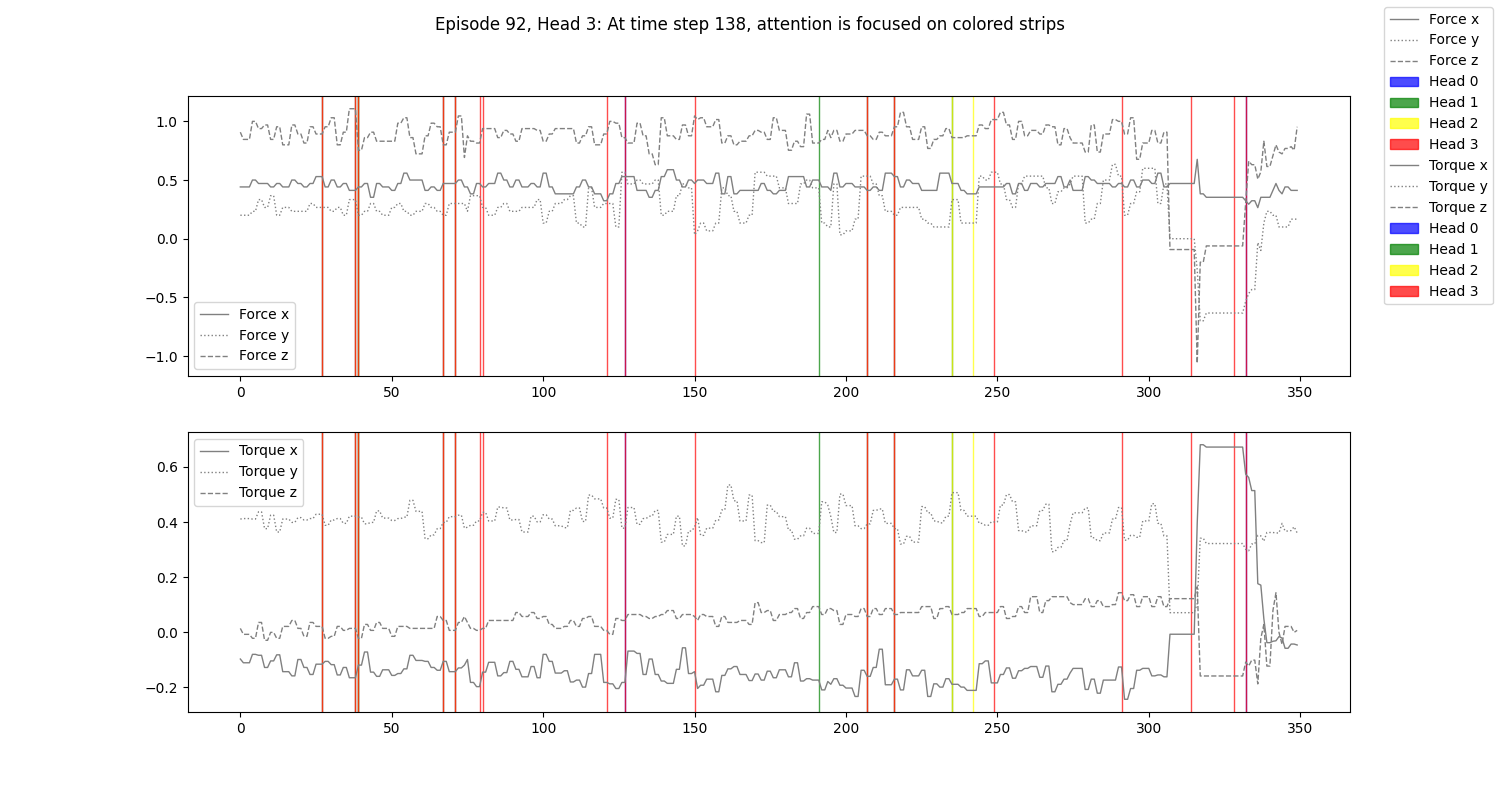 Episode 92, Head 3: At time step 138, attention is focused on colored strips
Force x
Force y
Force z
Head 0
Head 1
Head 2
Head 3
Torque x
Torque y
Torque z
Head 0
Head 1
Head 2
Head 3
1.0
0.5
0.0
−0.5
−1.0
Force x
Force y
Force z
0 50 100 150 200 250 300 350
Torque x
Torque y
Torque z
0.6
0.4
0.2
0.0
−0.2
0 50 100 150 200 250 300 350